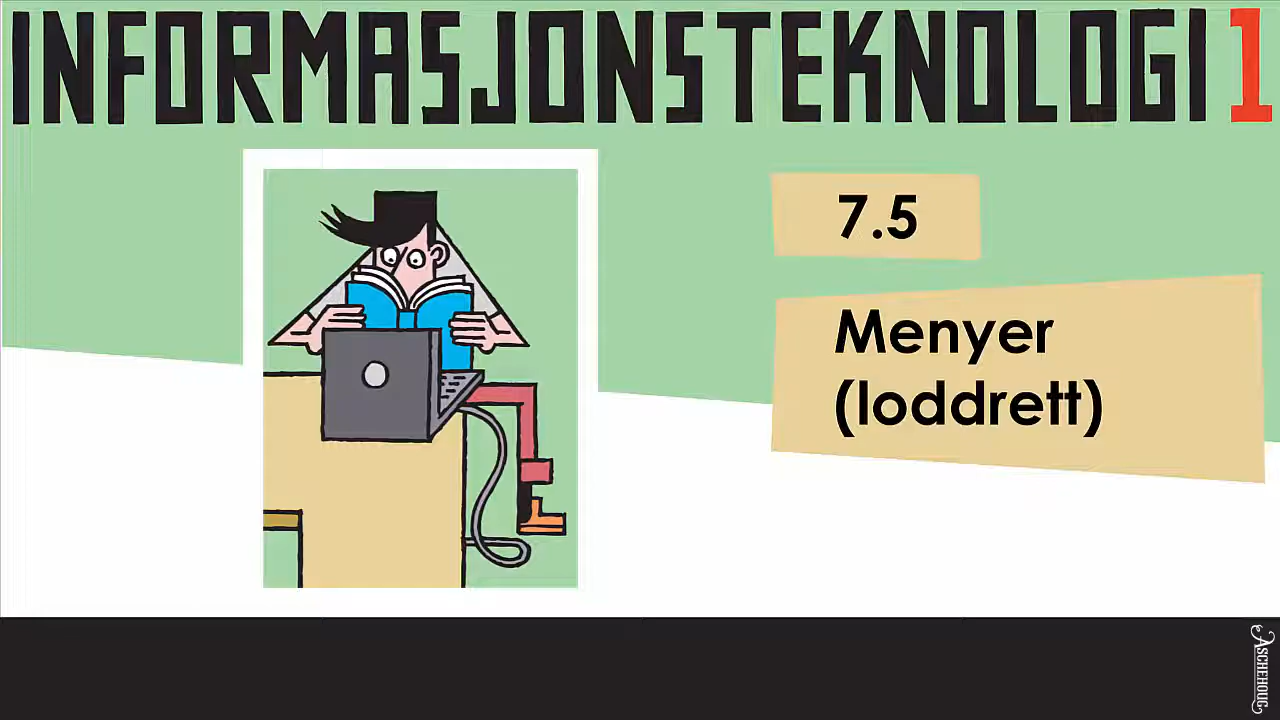 INFORMASJONSTEKNOLOGI 1
7.5
Menyer
(loddrett)
ASCHEHOUG